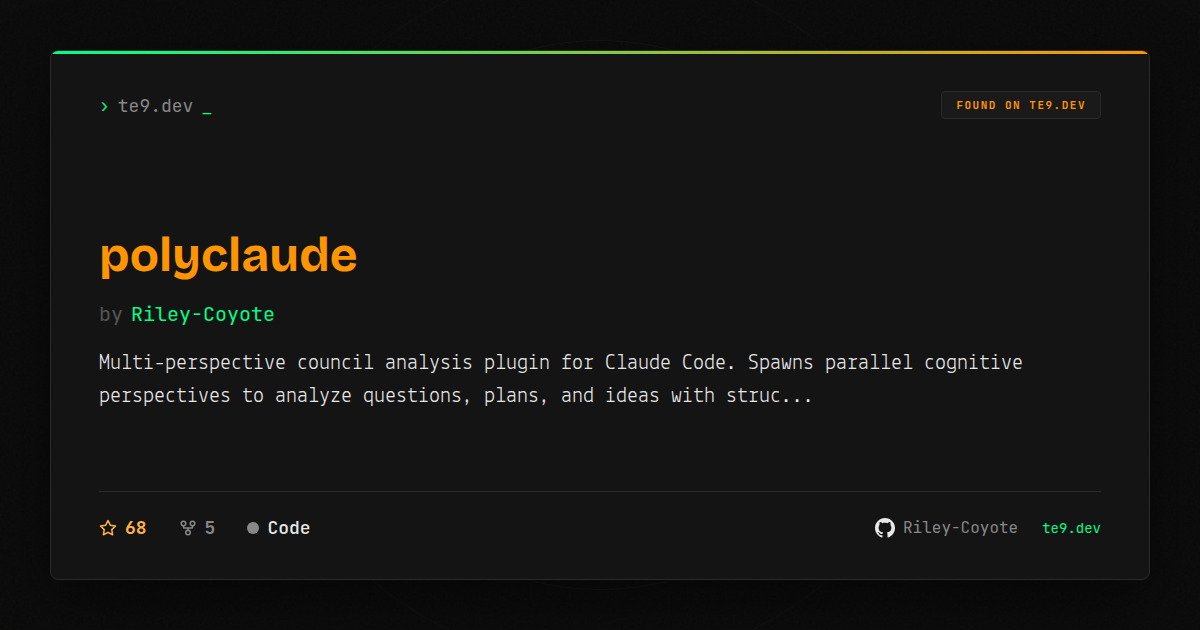 › te9.dev _
FOUND ON TE9.DEV
polyclaude
by Riley-Coyote
Multi-perspective council analysis plugin for Claude Code. Spawns parallel cognitive
perspectives to analyze questions, plans, and ideas with struc...
68 5 Code
Riley-Coyote te9.dev